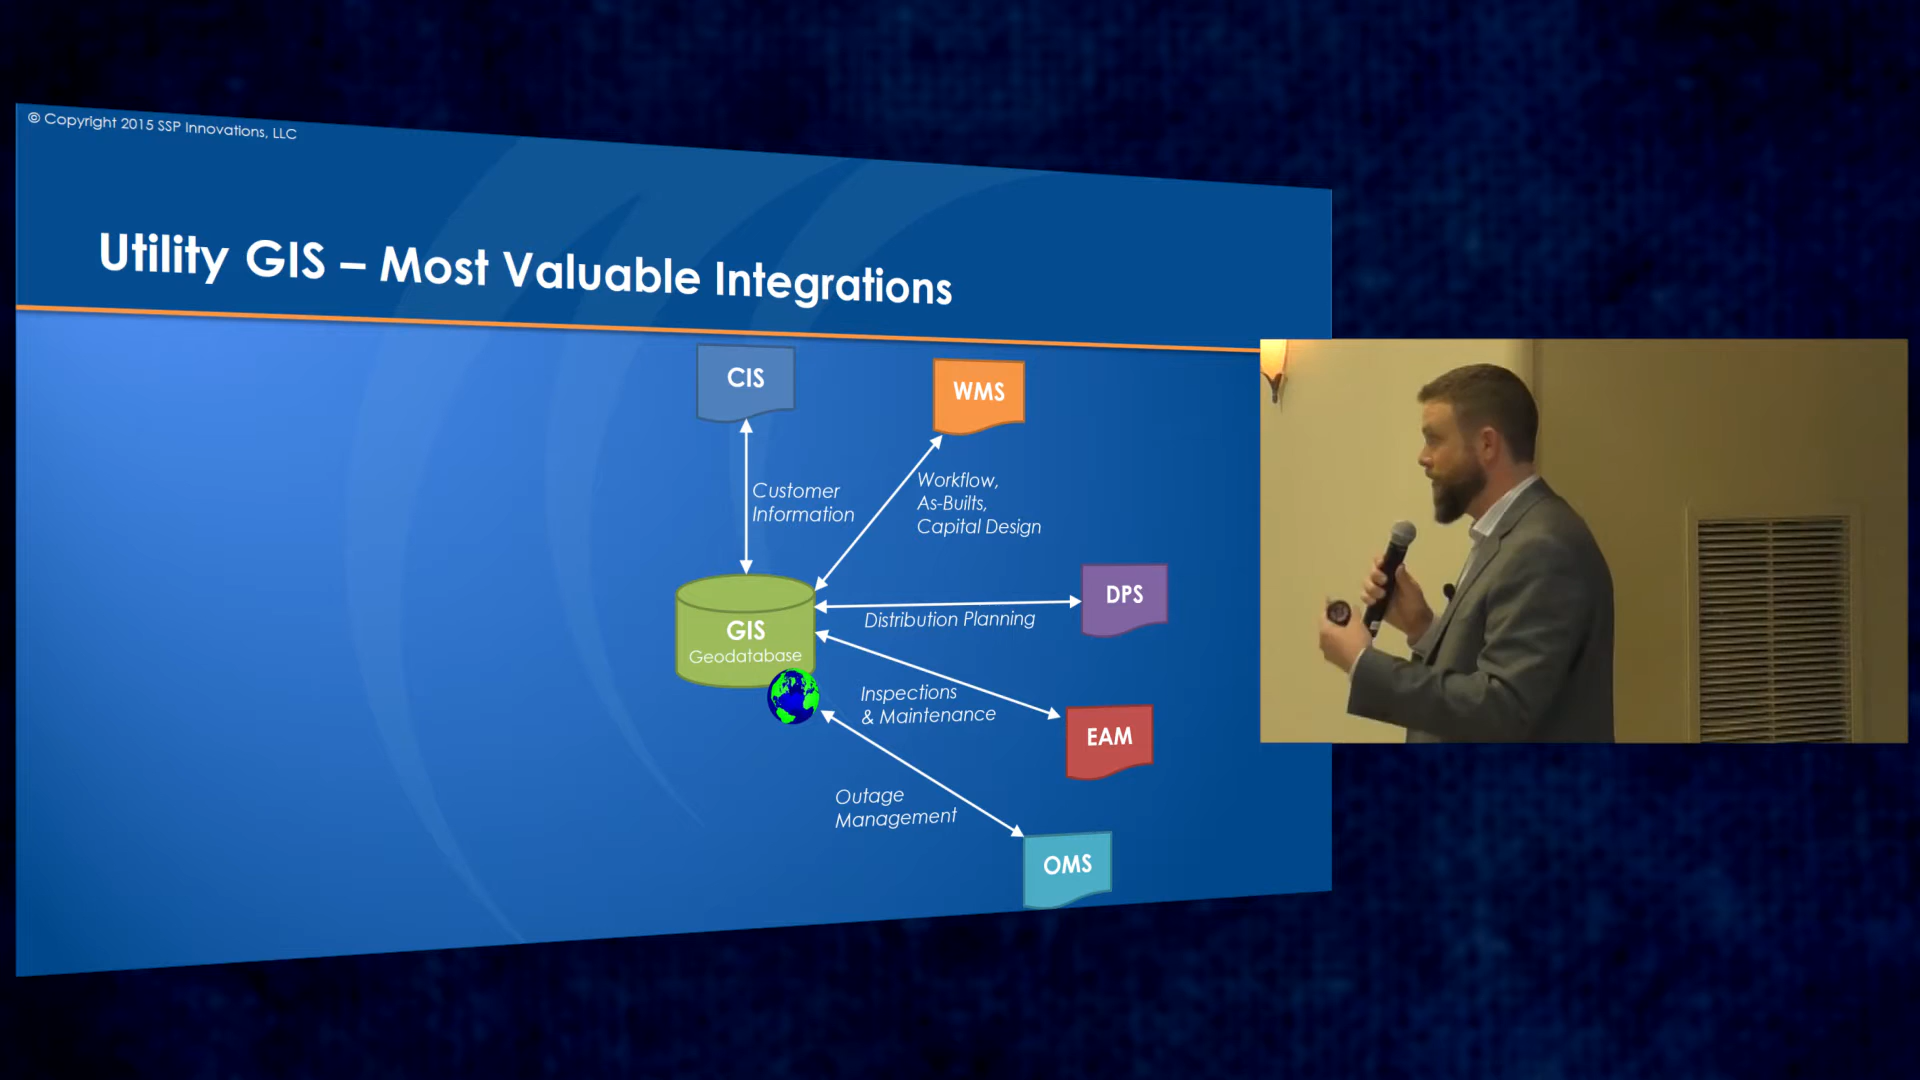 © Copyright 2015 SSP Innovations, LLC
Utility GIS – Most Valuable Integrations
CIS
WMS
Customer
Information
Workflow,
As-Builts,
Capital Design
DPS
Distribution Planning
GIS
Geodatabase
Inspections
& Maintenance
EAM
Outage
Management
OMS